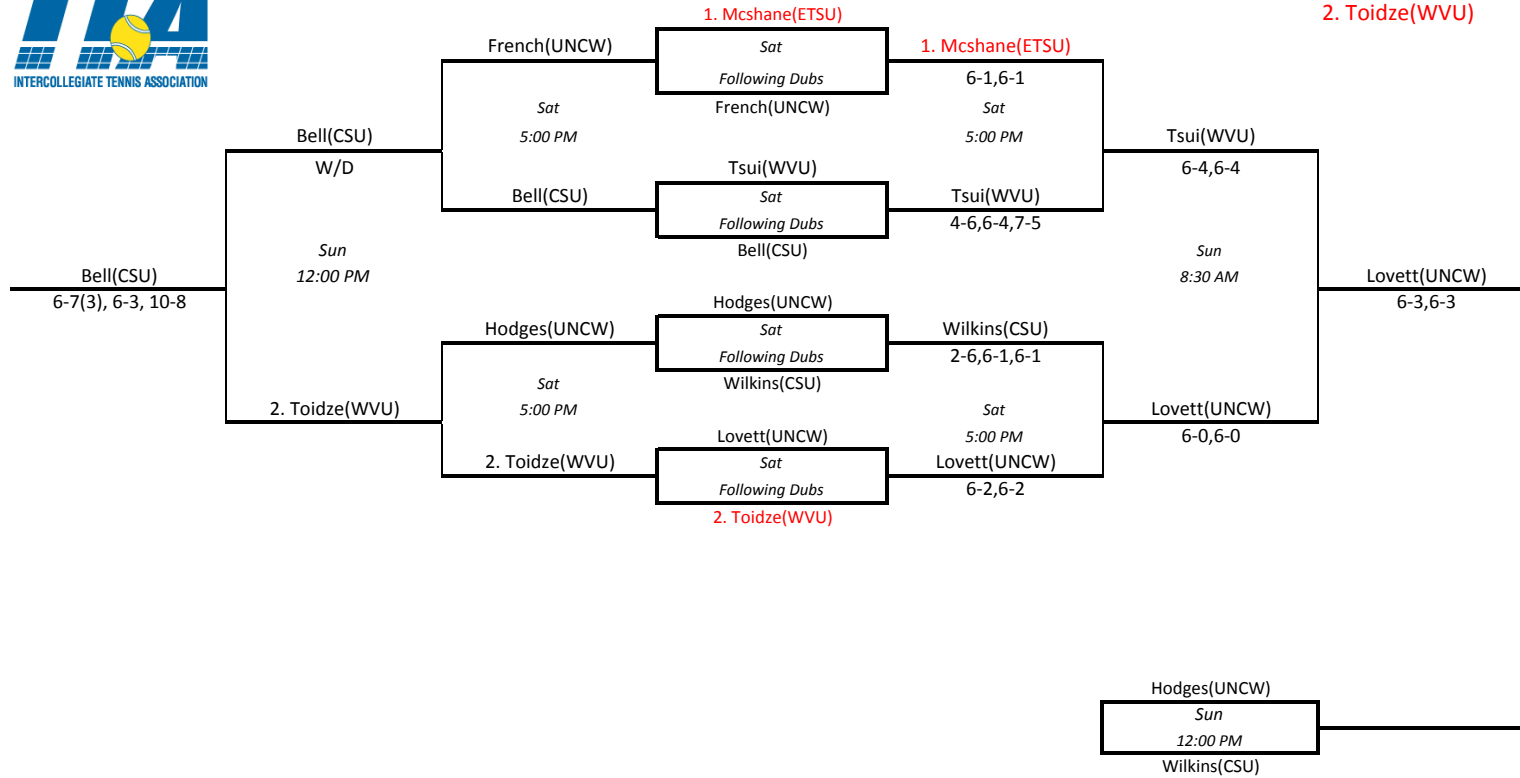 ITA
INTERCOLLEGIATE TENNIS ASSOCIATION
2. Toidze(WVU)
1. Mcshane(ETSU)
French(UNCW)
Sat
1. Mcshane(ETSU)
Following Dubs
6-1,6-1
Sat
French(UNCW)
Sat
Bell(CSU)
5:00 PM
5:00 PM
Tsui(WVU)
W/D
Tsui(WVU)
6-4,6-4
Bell(CSU)
Sat
Tsui(WVU)
Following Dubs
4-6,6-4,7-5
Sun
Bell(CSU)
Sun
Bell(CSU)
12:00 PM
8:30 AM
Lovett(UNCW)
6-7(3), 6-3, 10-8
Hodges(UNCW)
6-3,6-3
Hodges(UNCW)
Sat
Wilkins(CSU)
Following Dubs
2-6,6-1,6-1
Sat
Wilkins(CSU)
2. Toidze(WVU)
5:00 PM
Sat
Lovett(UNCW)
Lovett(UNCW)
5:00 PM
6-0,6-0
2. Toidze(WVU)
Sat
Lovett(UNCW)
Following Dubs
6-2,6-2
2. Toidze(WVU)
Hodges(UNCW)
Sun
12:00 PM
Wilkins(CSU)